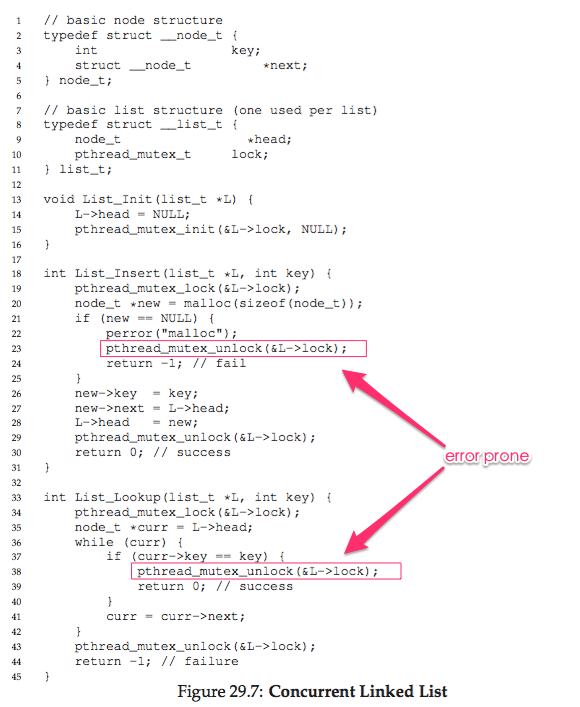 1 // basic node structure
2 typedef struct __node_t {
3 int key;
4 struct __node_t *next;
5 } node_t;
6
7 // basic list structure (one used per list)
8 typedef struct __list_t {
9 node_t *head;
10 pthread_mutex_t lock;
11 } list_t;
12
13 void List_Init(list_t *L) {
14 L->head = NULL;
15 pthread_mutex_init(&L->lock, NULL);
16 }
17
18 int List_Insert(list_t *L, int key) {
19 pthread_mutex_lock(&L->lock);
20 node_t *new = malloc(sizeof(node_t));
21 if (new == NULL) {
22 perror("malloc");
23 pthread_mutex_unlock(&L->lock);
24 return -1; // fail
25 }
26 new->key = key;
27 new->next = L->head;
28 L->head = new;
29 pthread_mutex_unlock(&L->lock);
30 return 0; // success
31 }
error prone
32
33 int List_Lookup(list_t *L, int key) {
34 pthread_mutex_lock(&L->lock);
35 node_t *curr = L->head;
36 while (curr) {
37 if (curr->key == key) {
38 pthread_mutex_unlock(&L->lock);
39 return 0; // success
40 }
41 curr = curr->next;
42 }
43 pthread_mutex_unlock(&L->lock);
44 return -1; // failure
45 }
Figure 29.7: Concurrent Linked List